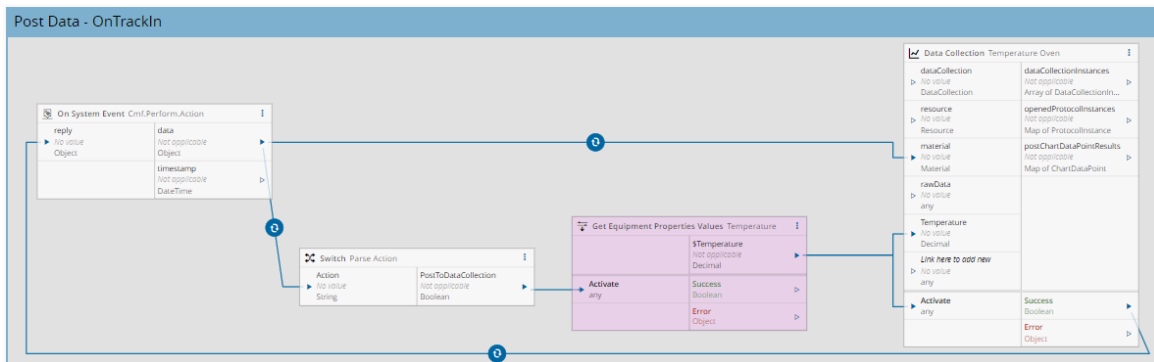 Post Data - OnTrackIn
On System Event Cmf.Perform.Action
reply
No value
Object
data
Not applicable
Object
timestamp
Not applicable
DateTime
Switch Parse Action
Action
No value
String
PostToDataCollection
Not applicable
Boolean
Get Equipment Properties Values Temperature
$Temperature
Not applicable
Decimal
Activate
any
Success
Boolean
Error
Object
Data Collection Temperature Oven
dataCollection
No value
DataCollection
dataCollectionInstances
Not applicable
Array of DataCollectionIn...
resource
No value
Resource
openedProtocolInstances
Not applicable
Map of ProtocolInstance
material
No value
Material
postChartDataPointResults
Not applicable
Map of ChartDataPoint
rawData
No value
any
Temperature
No value
Decimal
Link here to add new
No value
any
Activate
any
Success
Boolean
Error
Object